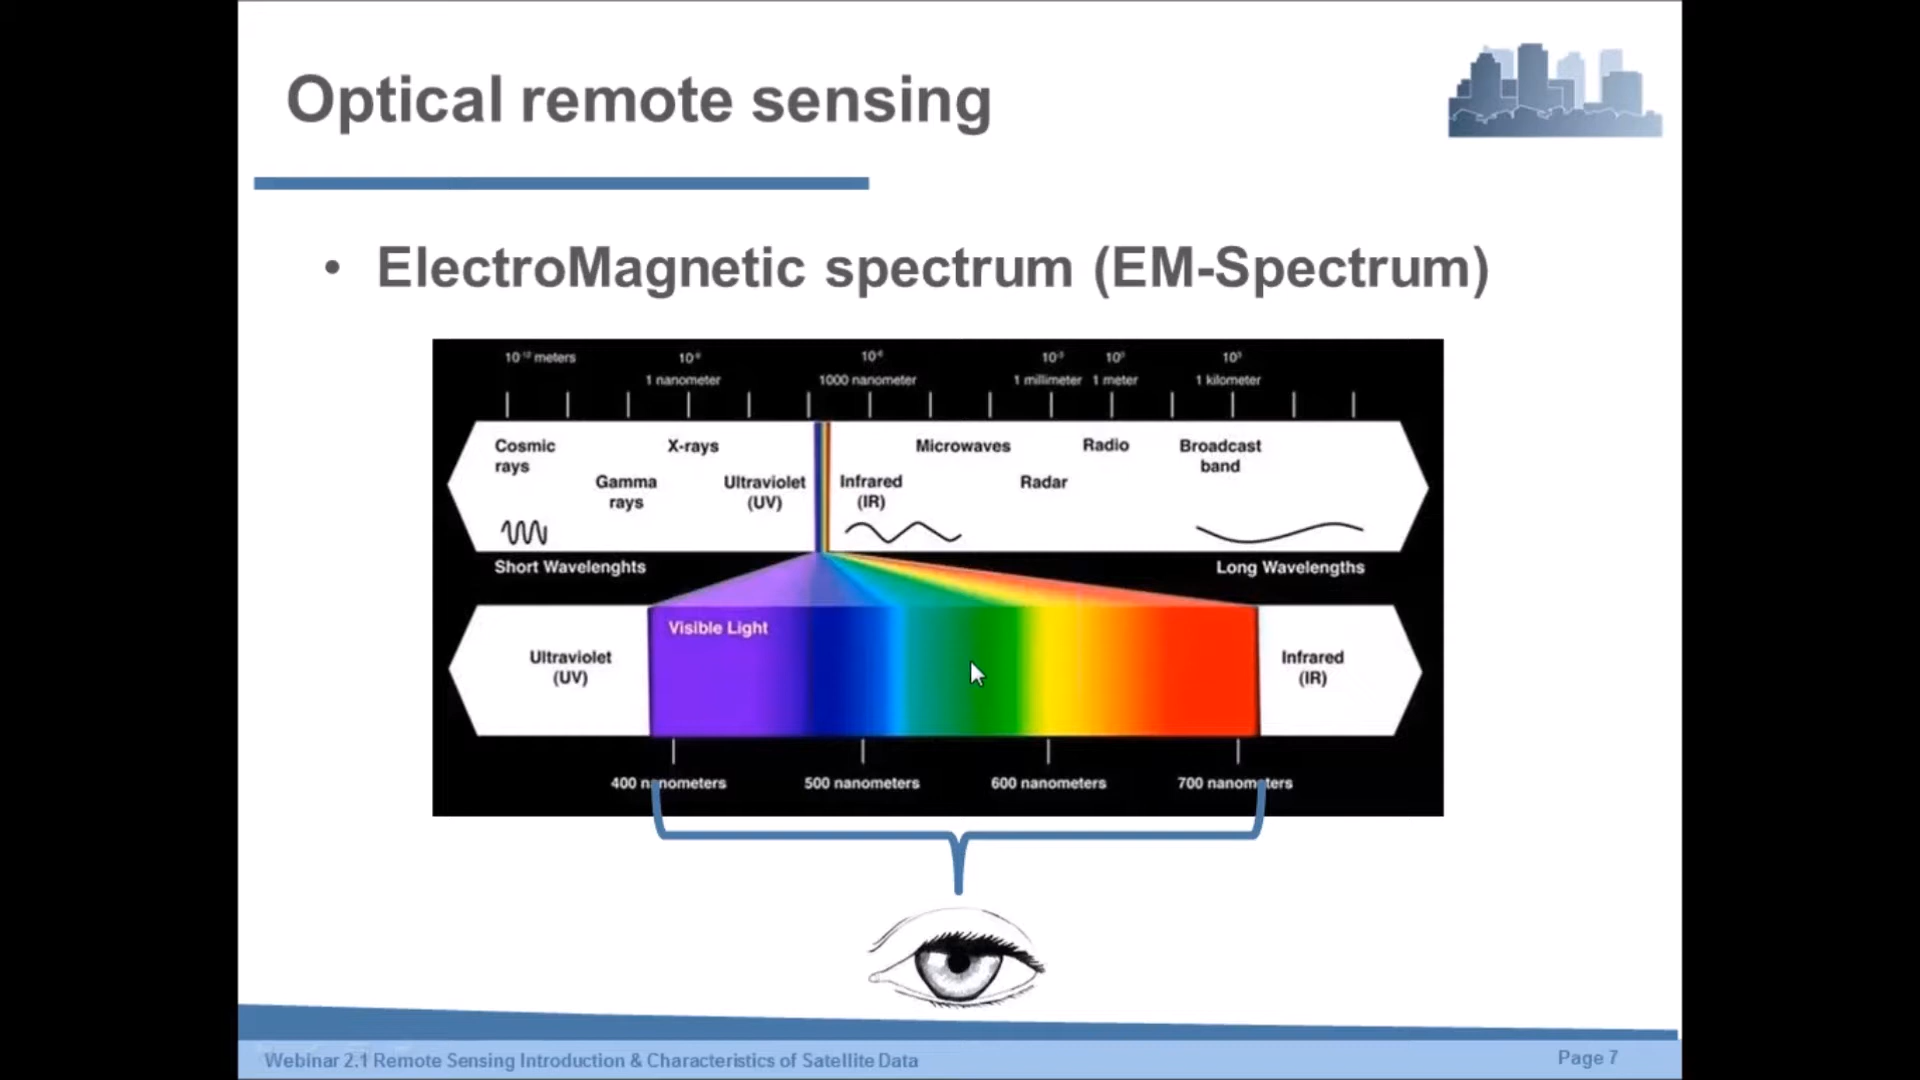 Optical remote sensing
• ElectroMagnetic spectrum (EM-Spectrum)
10⁻¹² meters 10⁻⁹ 10⁻⁶ 10⁻³ 10⁰ 10³
1 nanometer 1000 nanometer 1 millimeter 1 meter 1 kilometer
Cosmic rays X-rays Microwaves Radio Broadcast band
Gamma rays Ultraviolet (UV) Infrared (IR) Radar
Short Wavelenghts Long Wavelengths
Visible Light
Ultraviolet (UV) Infrared (IR)
400 nanometers 500 nanometers 600 nanometers 700 nanometers
Webinar 2.1 Remote Sensing Introduction & Characteristics of Satellite Data Page 7